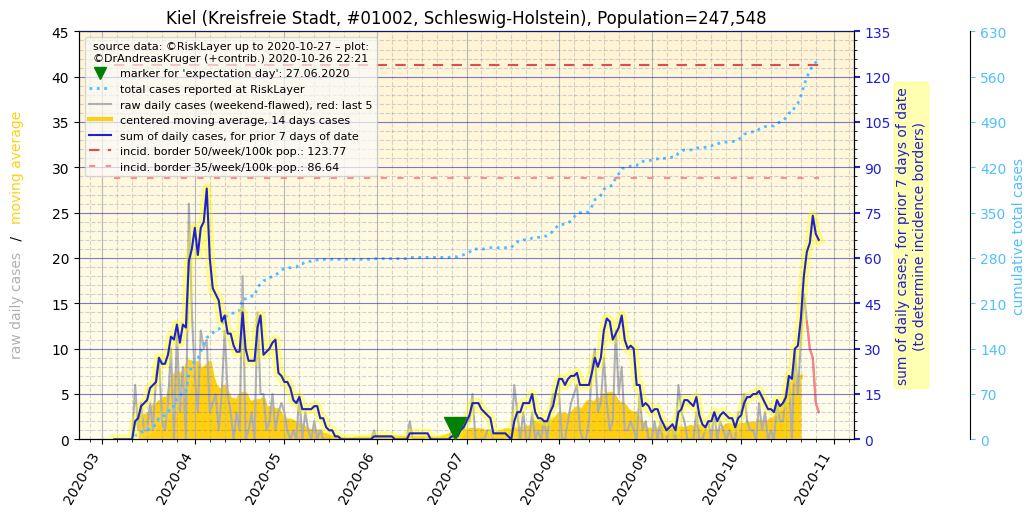 Kiel (Kreisfreie Stadt, #01002, Schleswig-Holstein), Population=247,548
source data: ©RiskLayer up to 2020-10-27 – plot:
©DrAndreasKruger (+contrib.) 2020-10-26 22:21
marker for 'expectation day': 27.06.2020
total cases reported at RiskLayer
raw daily cases (weekend-flawed), red: last 5
centered moving average, 14 days cases
sum of daily cases, for prior 7 days of date
incid. border 50/week/100k pop.: 123.77
incid. border 35/week/100k pop.: 86.64
raw daily cases / moving average
45
40
35
30
25
20
15
10
5
0
2020-03
2020-04
2020-05
2020-06
2020-07
2020-08
2020-09
2020-10
2020-11
135
120
105
90
75
60
45
30
15
0
sum of daily cases, for prior 7 days of date
(to determine incidence borders)
630
560
490
420
350
280
210
140
70
0
cumulative total cases